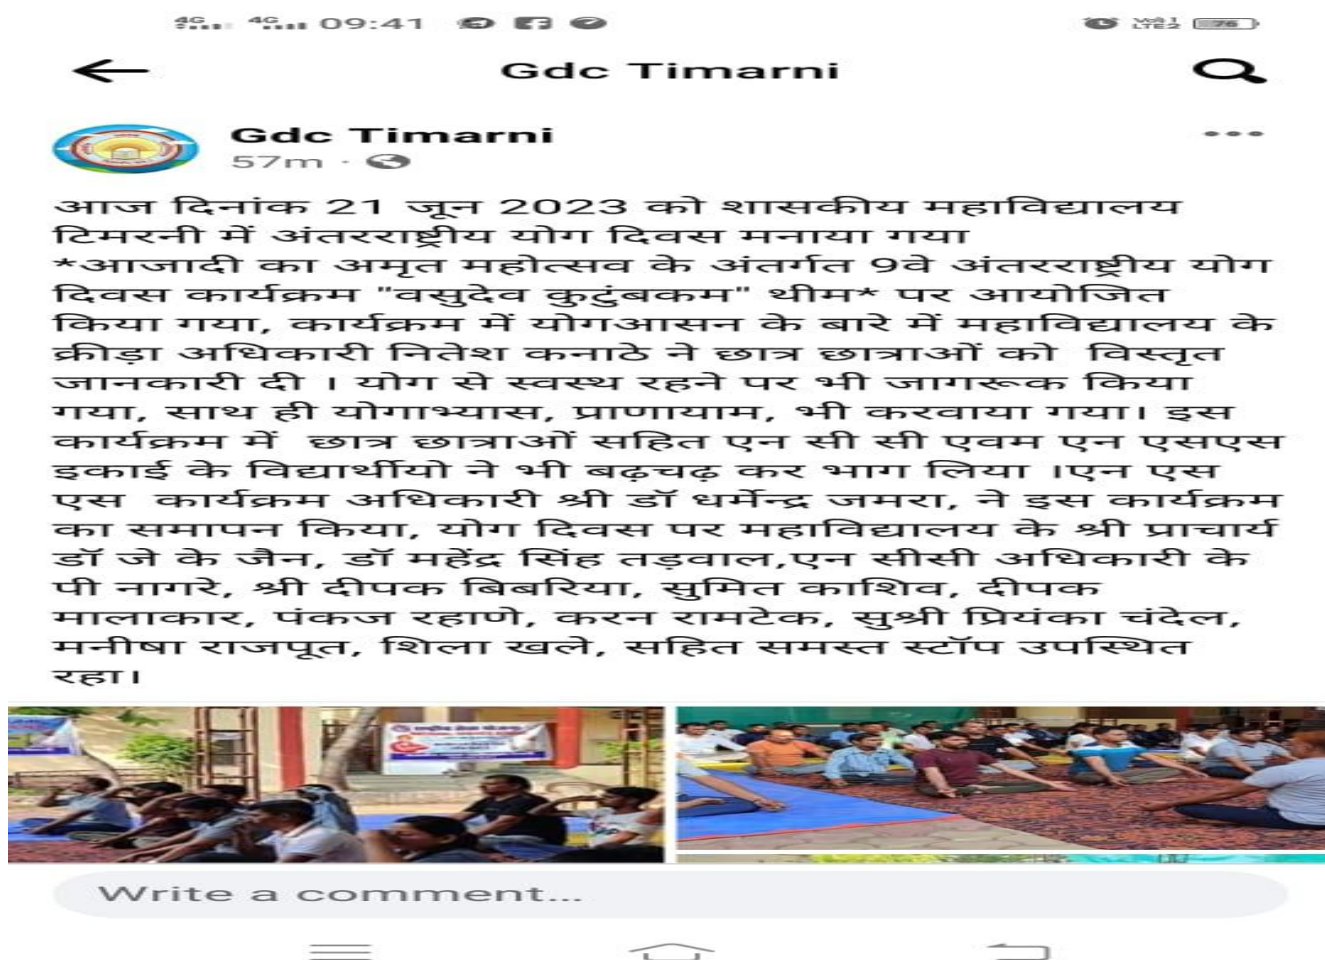 4G 4G 09:41
LTE2 76
Gdc Timarni
Gdc Timarni
57m ·
आज दिनांक 21 जून 2023 को शासकीय महाविद्यालय
टिमरनी में अंतरराष्ट्रीय योग दिवस मनाया गया
*आजादी का अमृत महोत्सव के अंतर्गत 9वे अंतरराष्ट्रीय योग
दिवस कार्यक्रम "वसुदेव कुटुंबकम" थीम* पर आयोजित
किया गया, कार्यक्रम में योगआसन के बारे में महाविद्यालय के
क्रीड़ा अधिकारी नितेश कनाठे ने छात्र छात्राओं को विस्तृत
जानकारी दी । योग से स्वस्थ रहने पर भी जागरूक किया
गया, साथ ही योगाभ्यास, प्राणायाम, भी करवाया गया। इस
कार्यक्रम में छात्र छात्राओं सहित एन सी सी एवम एन एसएस
इकाई के विद्यार्थीयो ने भी बढ़चढ़ कर भाग लिया ।एन एस
एस कार्यक्रम अधिकारी श्री डॉ धर्मेन्द्र जमरा, ने इस कार्यक्रम
का समापन किया, योग दिवस पर महाविद्यालय के श्री प्राचार्य
डॉ जे के जैन, डॉ महेंद्र सिंह तड़वाल,एन सीसी अधिकारी के
पी नागरे, श्री दीपक बिबरिया, सुमित काशिव, दीपक
मालाकार, पंकज रहाणे, करन रामटेक, सुश्री प्रियंका चंदेल,
मनीषा राजपूत, शिला खले, सहित समस्त स्टॉप उपस्थित
रहा।
Write a comment...